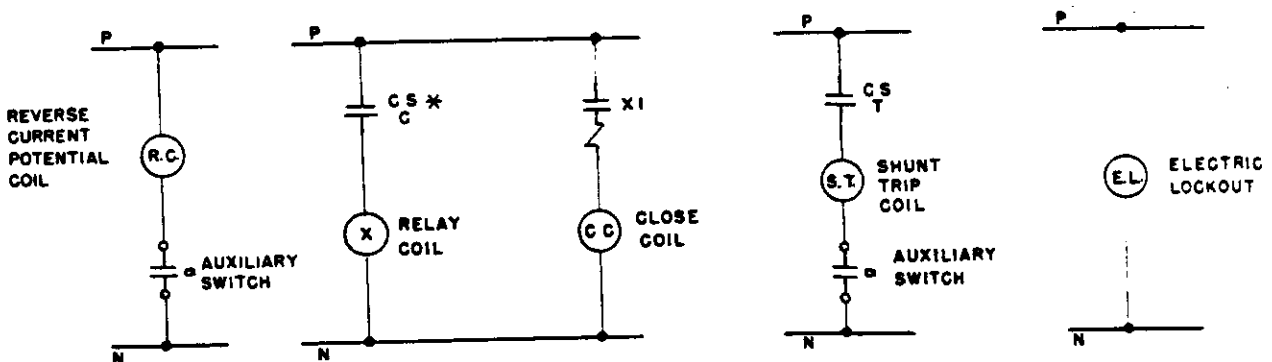 P
REVERSE
CURRENT
POTENTIAL
COIL
R.C.
a AUXILIARY
SWITCH
N
P
CS *
C
X
RELAY
COIL
X1
CC
CLOSE
COIL
N
P
CS
T
S.T.
SHUNT
TRIP
COIL
a AUXILIARY
SWITCH
N
P
E.L.
ELECTRIC
LOCKOUT
N